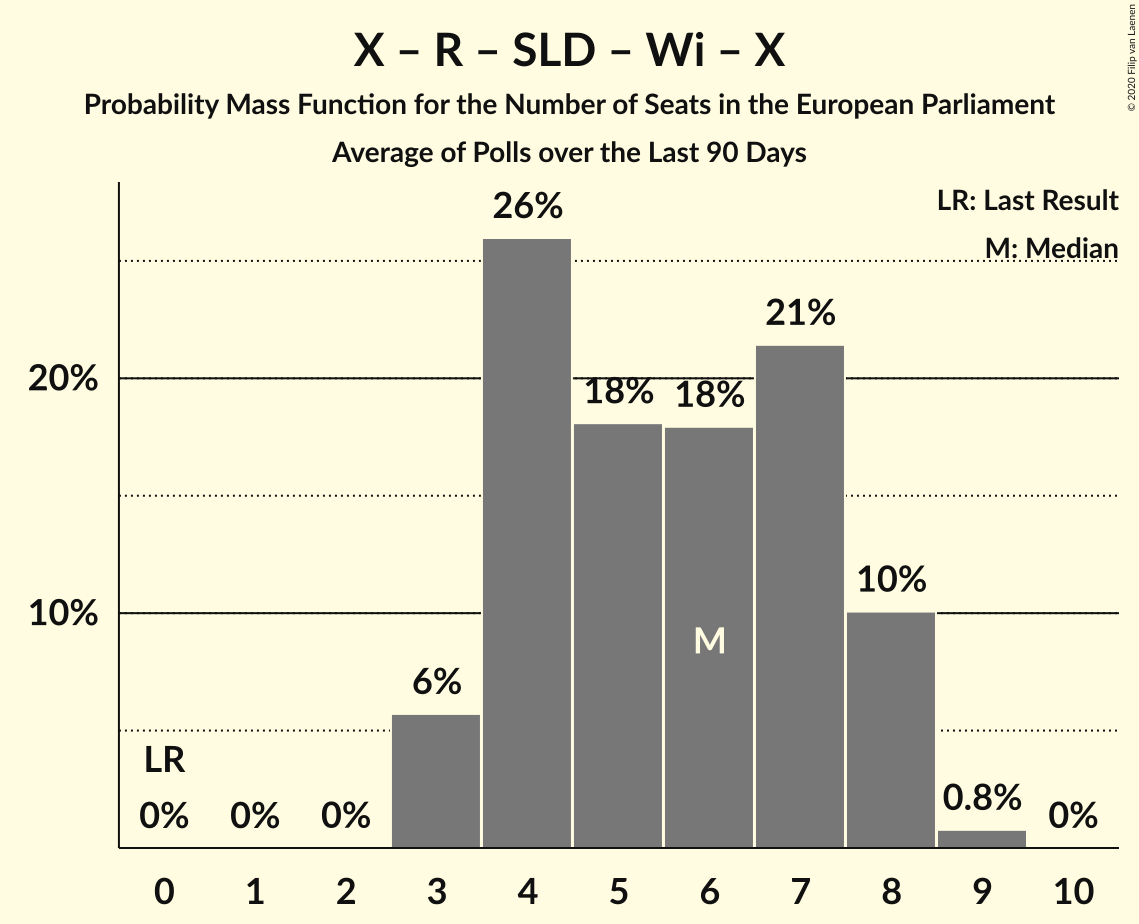 X – R – SLD – Wi – X
Probability Mass Function for the Number of Seats in the European Parliament
Average of Polls over the Last 90 Days
© 2020 Filip van Laenen
LR: Last Result
M: Median
26%
21%
20%
18% 18%
10%
10%
M
6%
LR
0% 0% 0% 0.8% 0%
0 1 2 3 4 5 6 7 8 9 10